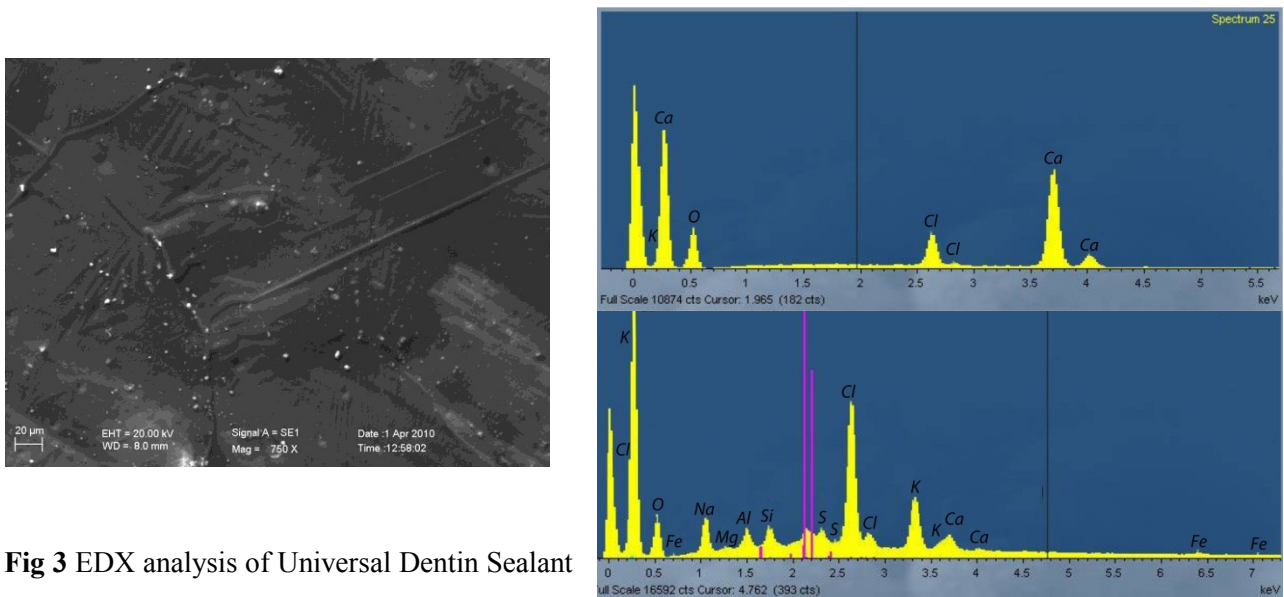 20 µm
EHT = 20.00 kV
WD = 8.0 mm
Signal A = SE1
Mag = 750 X
Date :1 Apr 2010
Time :12:58:02
Fig 3 EDX analysis of Universal Dentin Sealant
Spectrum 25
Ca
K
O
Cl
Cl
Ca
Ca
0 0.5 1 1.5 2 2.5 3 3.5 4 4.5 5 5.5
Full Scale 10874 cts Cursor: 1.965 (182 cts) keV
K
Cl
O
Fe
Na
Mg
Al
Si
S
S
Cl
Cl
K
K
Ca
Ca
Fe
Fe
0 0.5 1 1.5 2 2.5 3 3.5 4 4.5 5 5.5 6 6.5 7
ull Scale 16592 cts Cursor: 4.762 (393 cts) keV